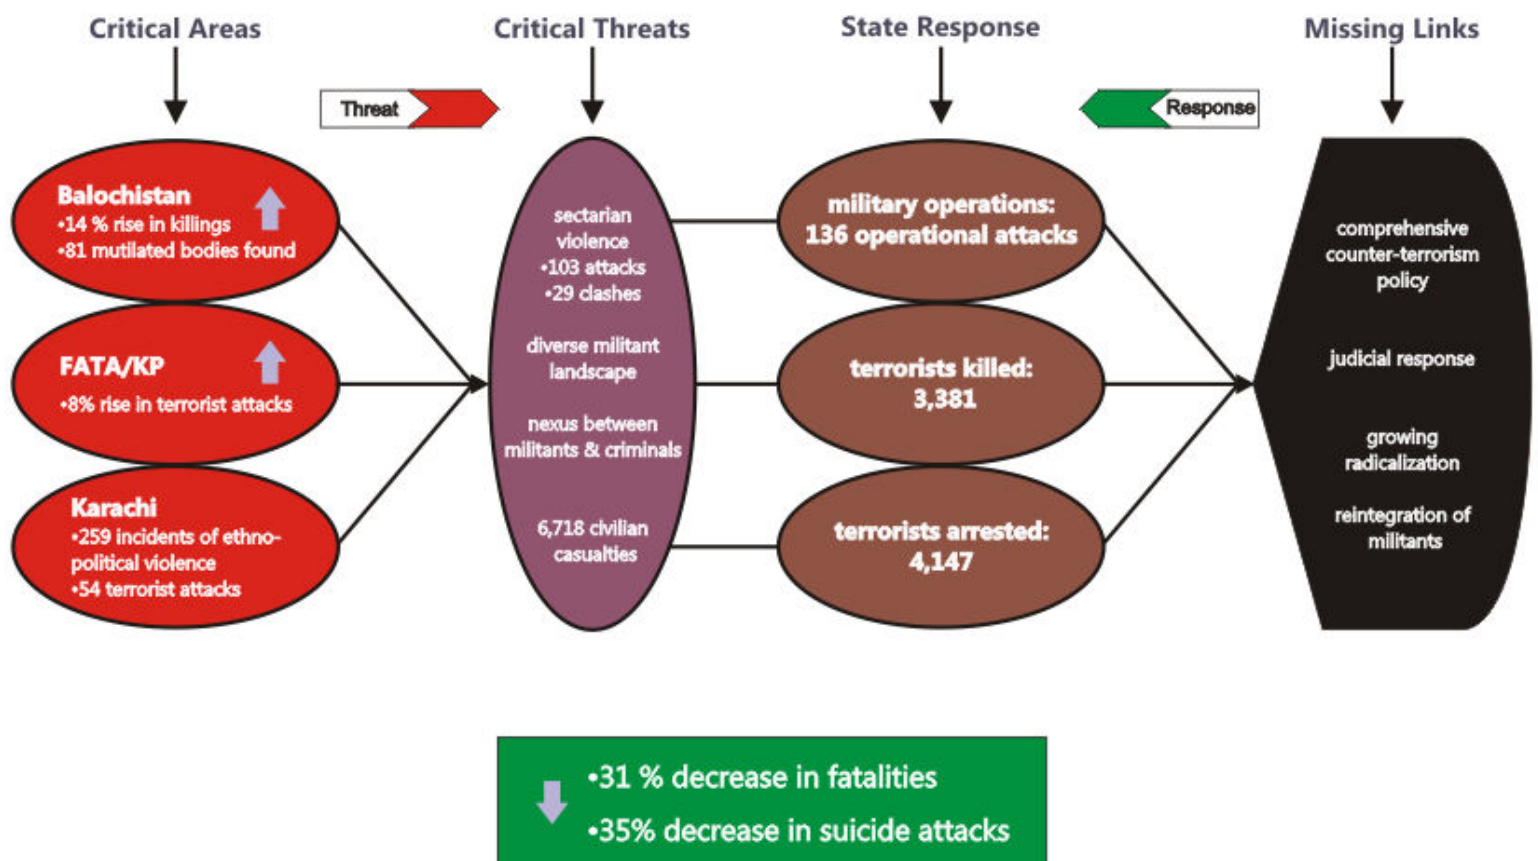 Critical Areas
Critical Threats
State Response
Missing Links
Threat
Response
Balochistan
•14 % rise in killings
•81 mutilated bodies found
FATA/KP
•8% rise in terrorist attacks
Karachi
•259 incidents of ethno-
political violence
•54 terrorist attacks
sectarian
violence
•103 attacks
•29 clashes
diverse militant
landscape
nexus between
militants & criminals
6,718 civilian
casualties
military operations:
136 operational attacks
terrorists killed:
3,381
terrorists arrested:
4,147
comprehensive
counter-terrorism
policy
judicial response
growing
radicalization
reintegration of
militants
•31 % decrease in fatalities
•35% decrease in suicide attacks